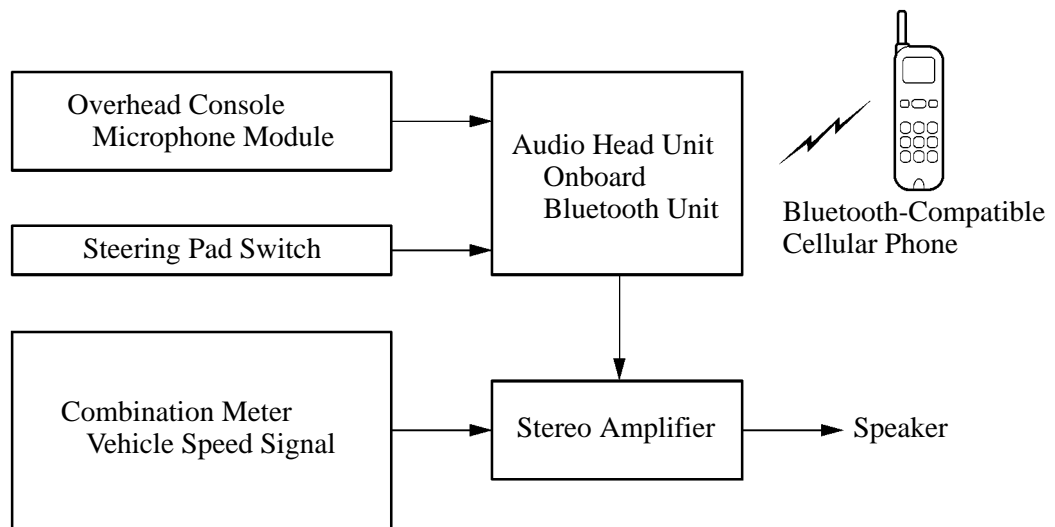 Overhead Console
Microphone Module
Audio Head Unit
Onboard
Bluetooth Unit
Bluetooth-Compatible
Cellular Phone
Steering Pad Switch
Combination Meter
Vehicle Speed Signal
Stereo Amplifier
Speaker